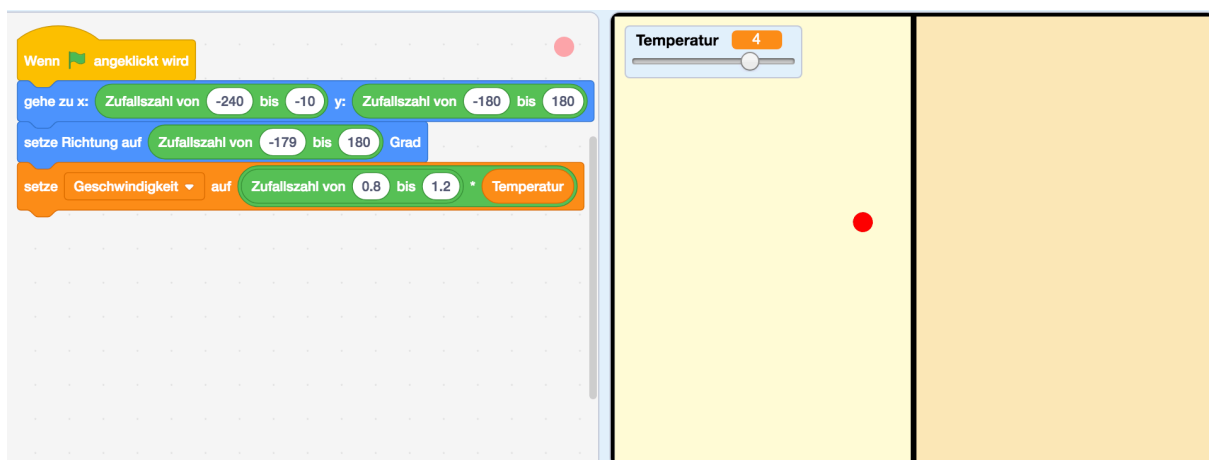 Wenn angeklickt wird
gehe zu x: Zufallszahl von -240 bis -10 y: Zufallszahl von -180 bis 180
setze Richtung auf Zufallszahl von -179 bis 180 Grad
setze Geschwindigkeit auf Zufallszahl von 0.8 bis 1.2 * Temperatur
Temperatur 4